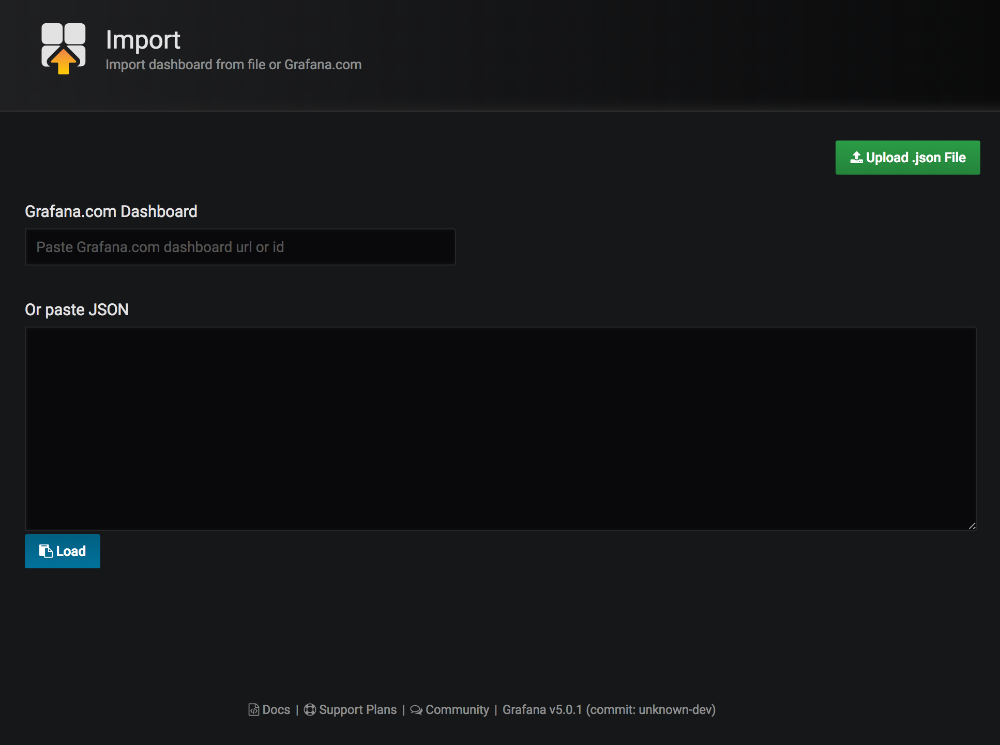 Import
Import dashboard from file or Grafana.com
Upload .json File
Grafana.com Dashboard
Paste Grafana.com dashboard url or id
Or paste JSON
Load
Docs | Support Plans | Community | Grafana v5.0.1 (commit: unknown-dev)